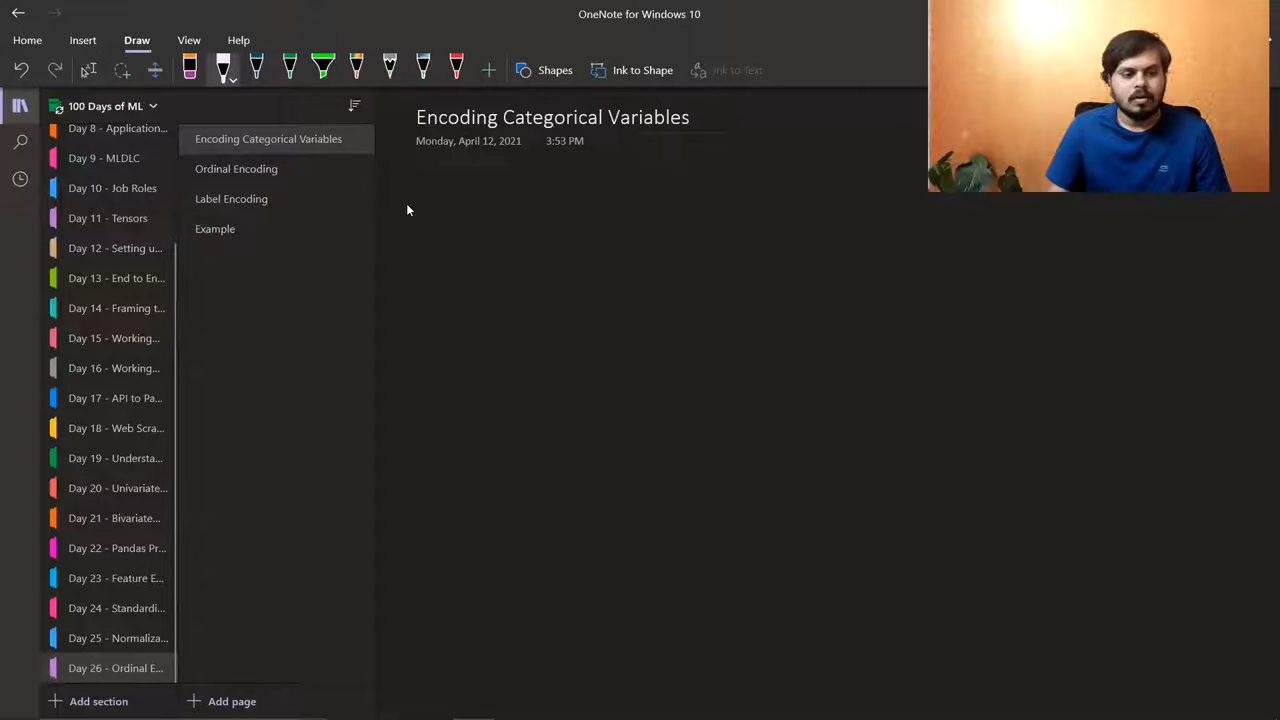 OneNote for Windows 10
Home Insert Draw View Help
Shapes Ink to Shape Ink to Text
100 Days of ML
Day 8 - Application...
Day 9 - MLDLC
Day 10 - Job Roles
Day 11 - Tensors
Day 12 - Setting u...
Day 13 - End to En...
Day 14 - Framing t...
Day 15 - Working...
Day 16 - Working...
Day 17 - API to Pa...
Day 18 - Web Scra...
Day 19 - Understa...
Day 20 - Univariate...
Day 21 - Bivariate...
Day 22 - Pandas Pr...
Day 23 - Feature E...
Day 24 - Standardi...
Day 25 - Normaliza...
Day 26 - Ordinal E...
Add section
Encoding Categorical Variables
Ordinal Encoding
Label Encoding
Example
Add page
Encoding Categorical Variables
Monday, April 12, 2021 3:53 PM